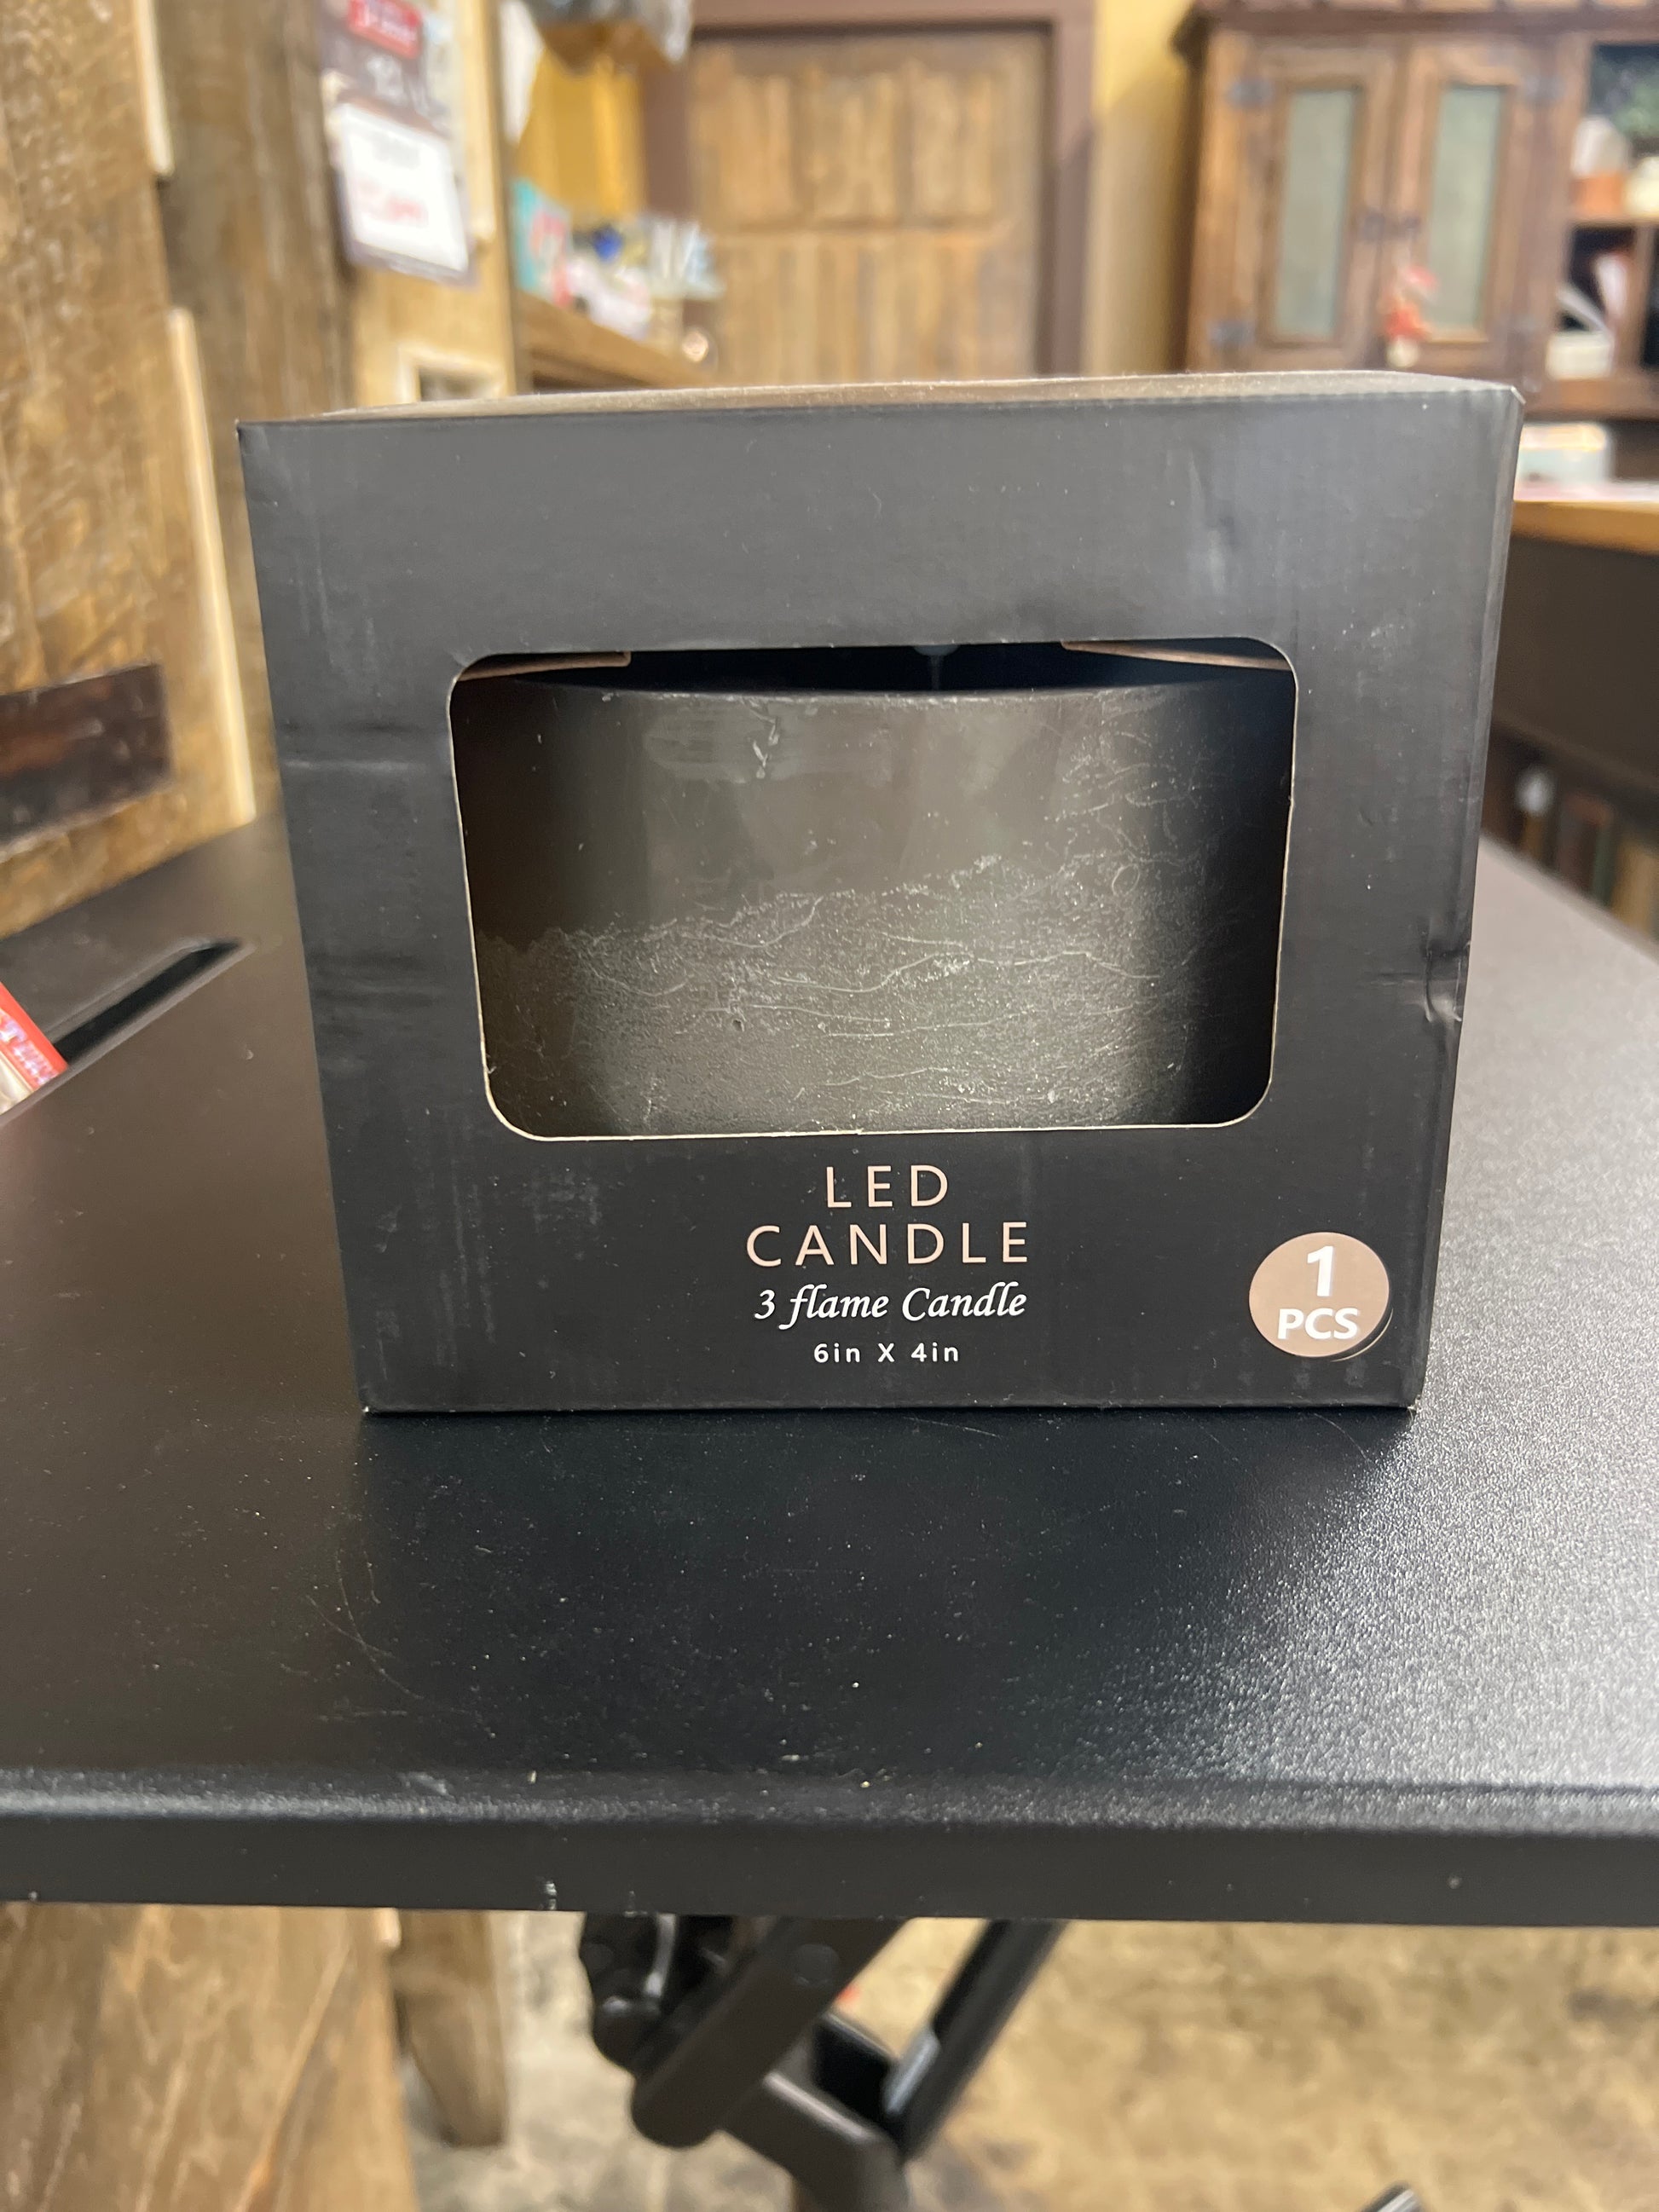 LED
CANDLE
3 flame Candle
6in X 4in
1
PCS